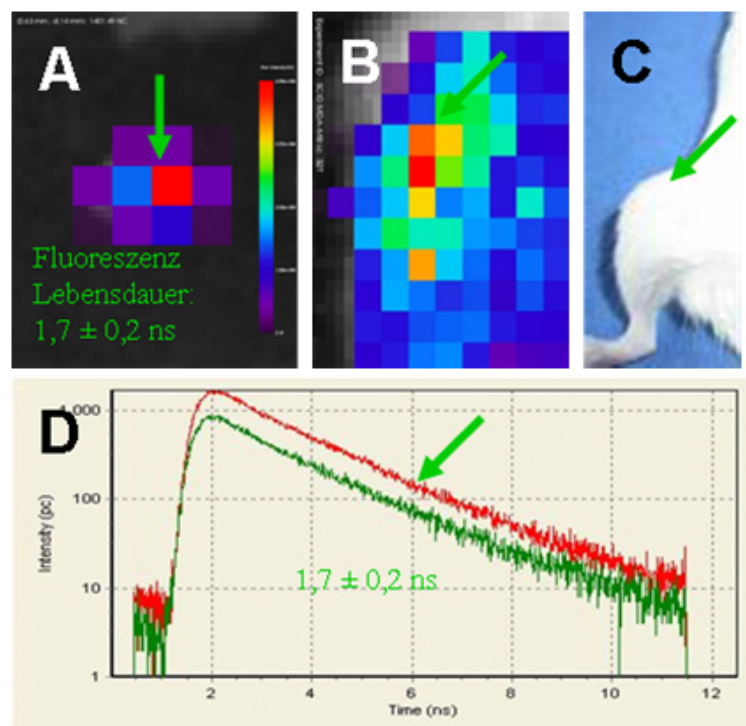 A
Fluoreszenz
Lebensdauer:
1,7 ± 0,2 ns
B
C
D
Intensity (pc)
1,000
100
10
1
1,7 ± 0,2 ns
2
4
6
8
10
12
Time (ns)